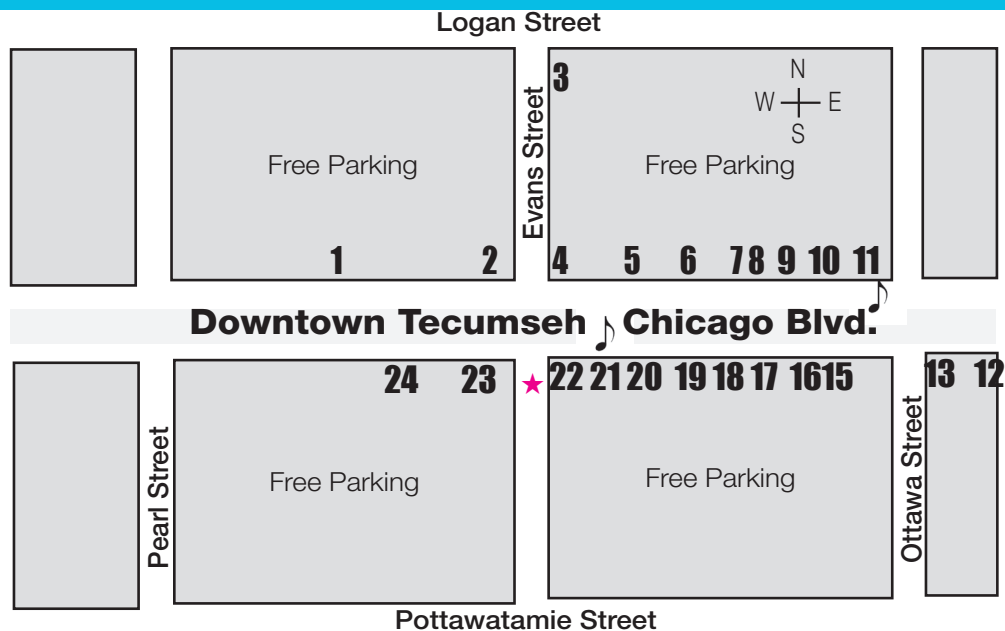 Logan Street
3
N
W E
S
Evans Street
Free Parking
Free Parking
1
2
4
5
6
7
8
9
10
11
Downtown Tecumseh
Chicago Blvd.
24
23
22
21
20
19
18
17
16
15
13
12
Pearl Street
Free Parking
Free Parking
Ottawa Street
Pottawatamie Street